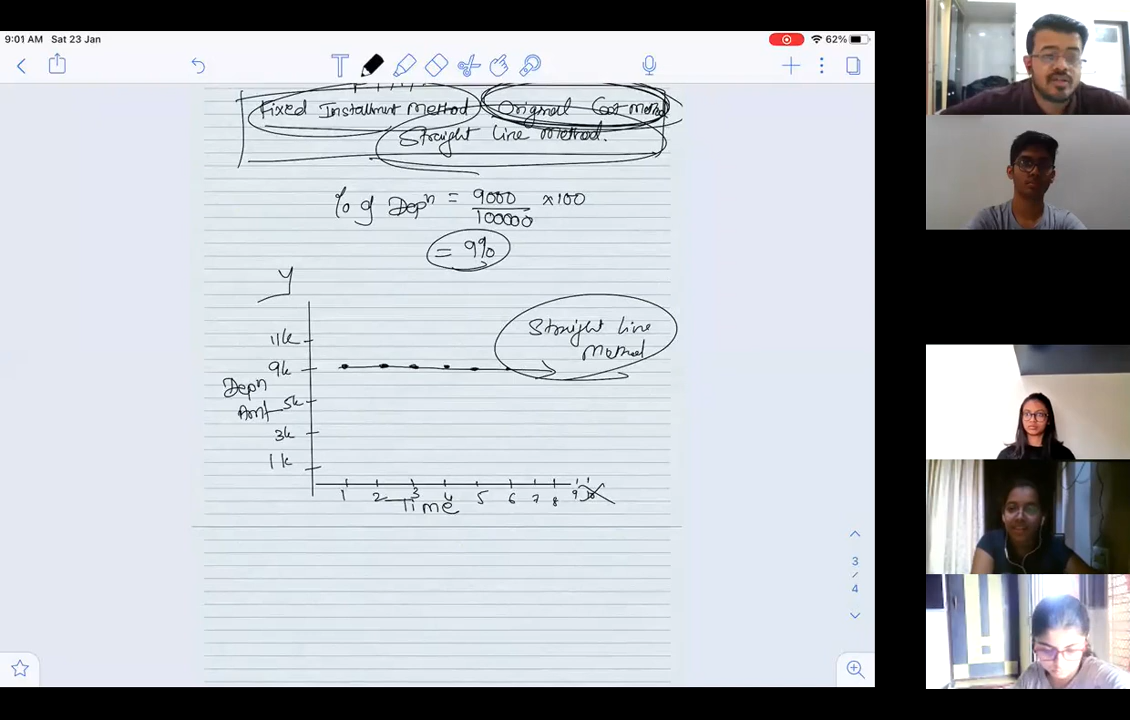 9:01 AM Sat 23 Jan
62%
T
Fixed Installment Method Original Cost Method
Straight Line Method.
% of Depn = 9000 x100
100000
= 9%
Y
11k
9k
Depn
Amt
5k
3k
1k
Straight Line
Method
1 2 3 4 5 6 7 8 9 10 X
Time
3
/
4